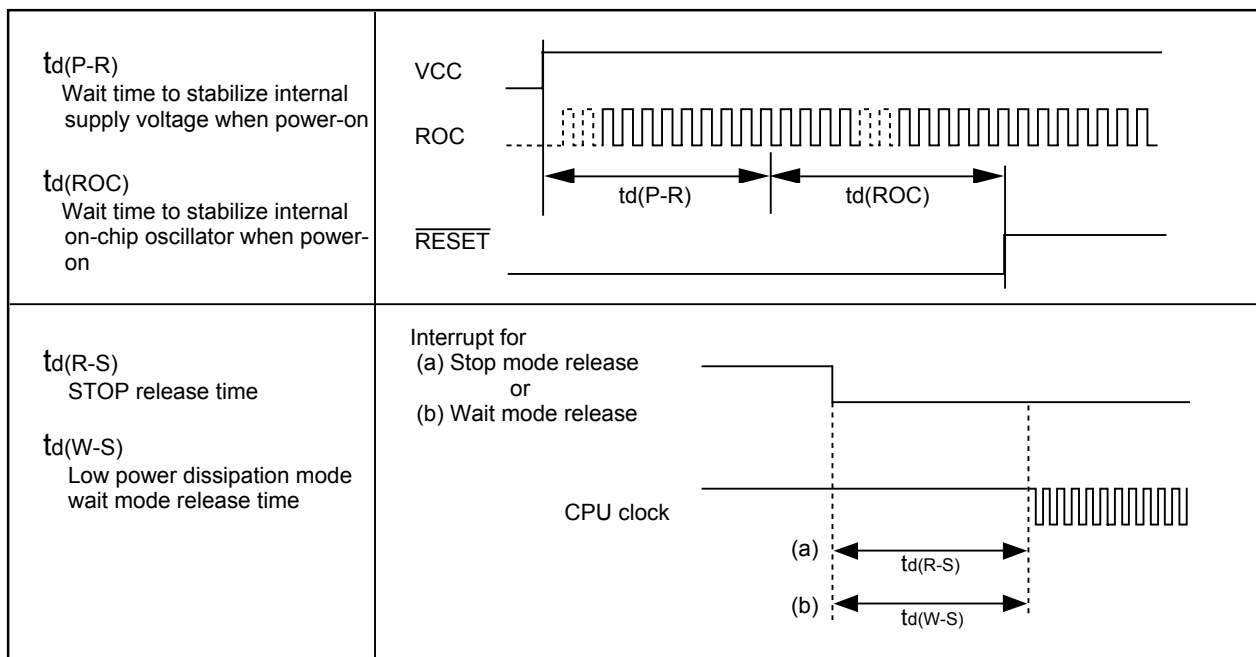 td(P-R)
Wait time to stabilize internal
supply voltage when power-on
td(ROC)
Wait time to stabilize internal
on-chip oscillator when power-
on
VCC
ROC
td(P-R)
td(ROC)
RESET
td(R-S)
STOP release time
td(W-S)
Low power dissipation mode
wait mode release time
Interrupt for
(a) Stop mode release
or
(b) Wait mode release
CPU clock
(a)
td(R-S)
(b)
td(W-S)